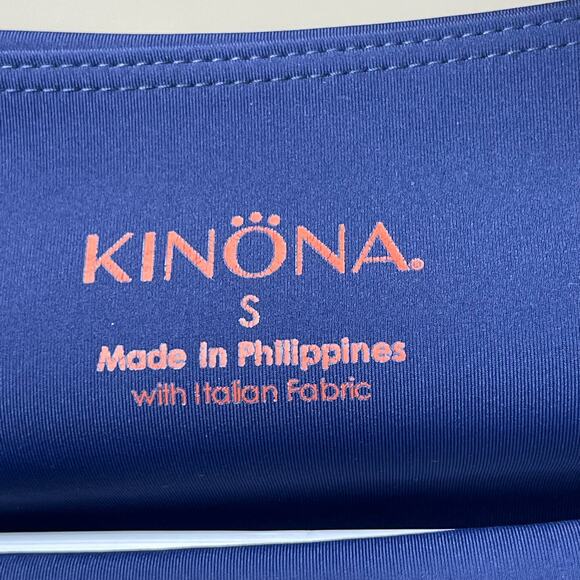 KINÖNA®
S
Made in Philippines
with Italian Fabric